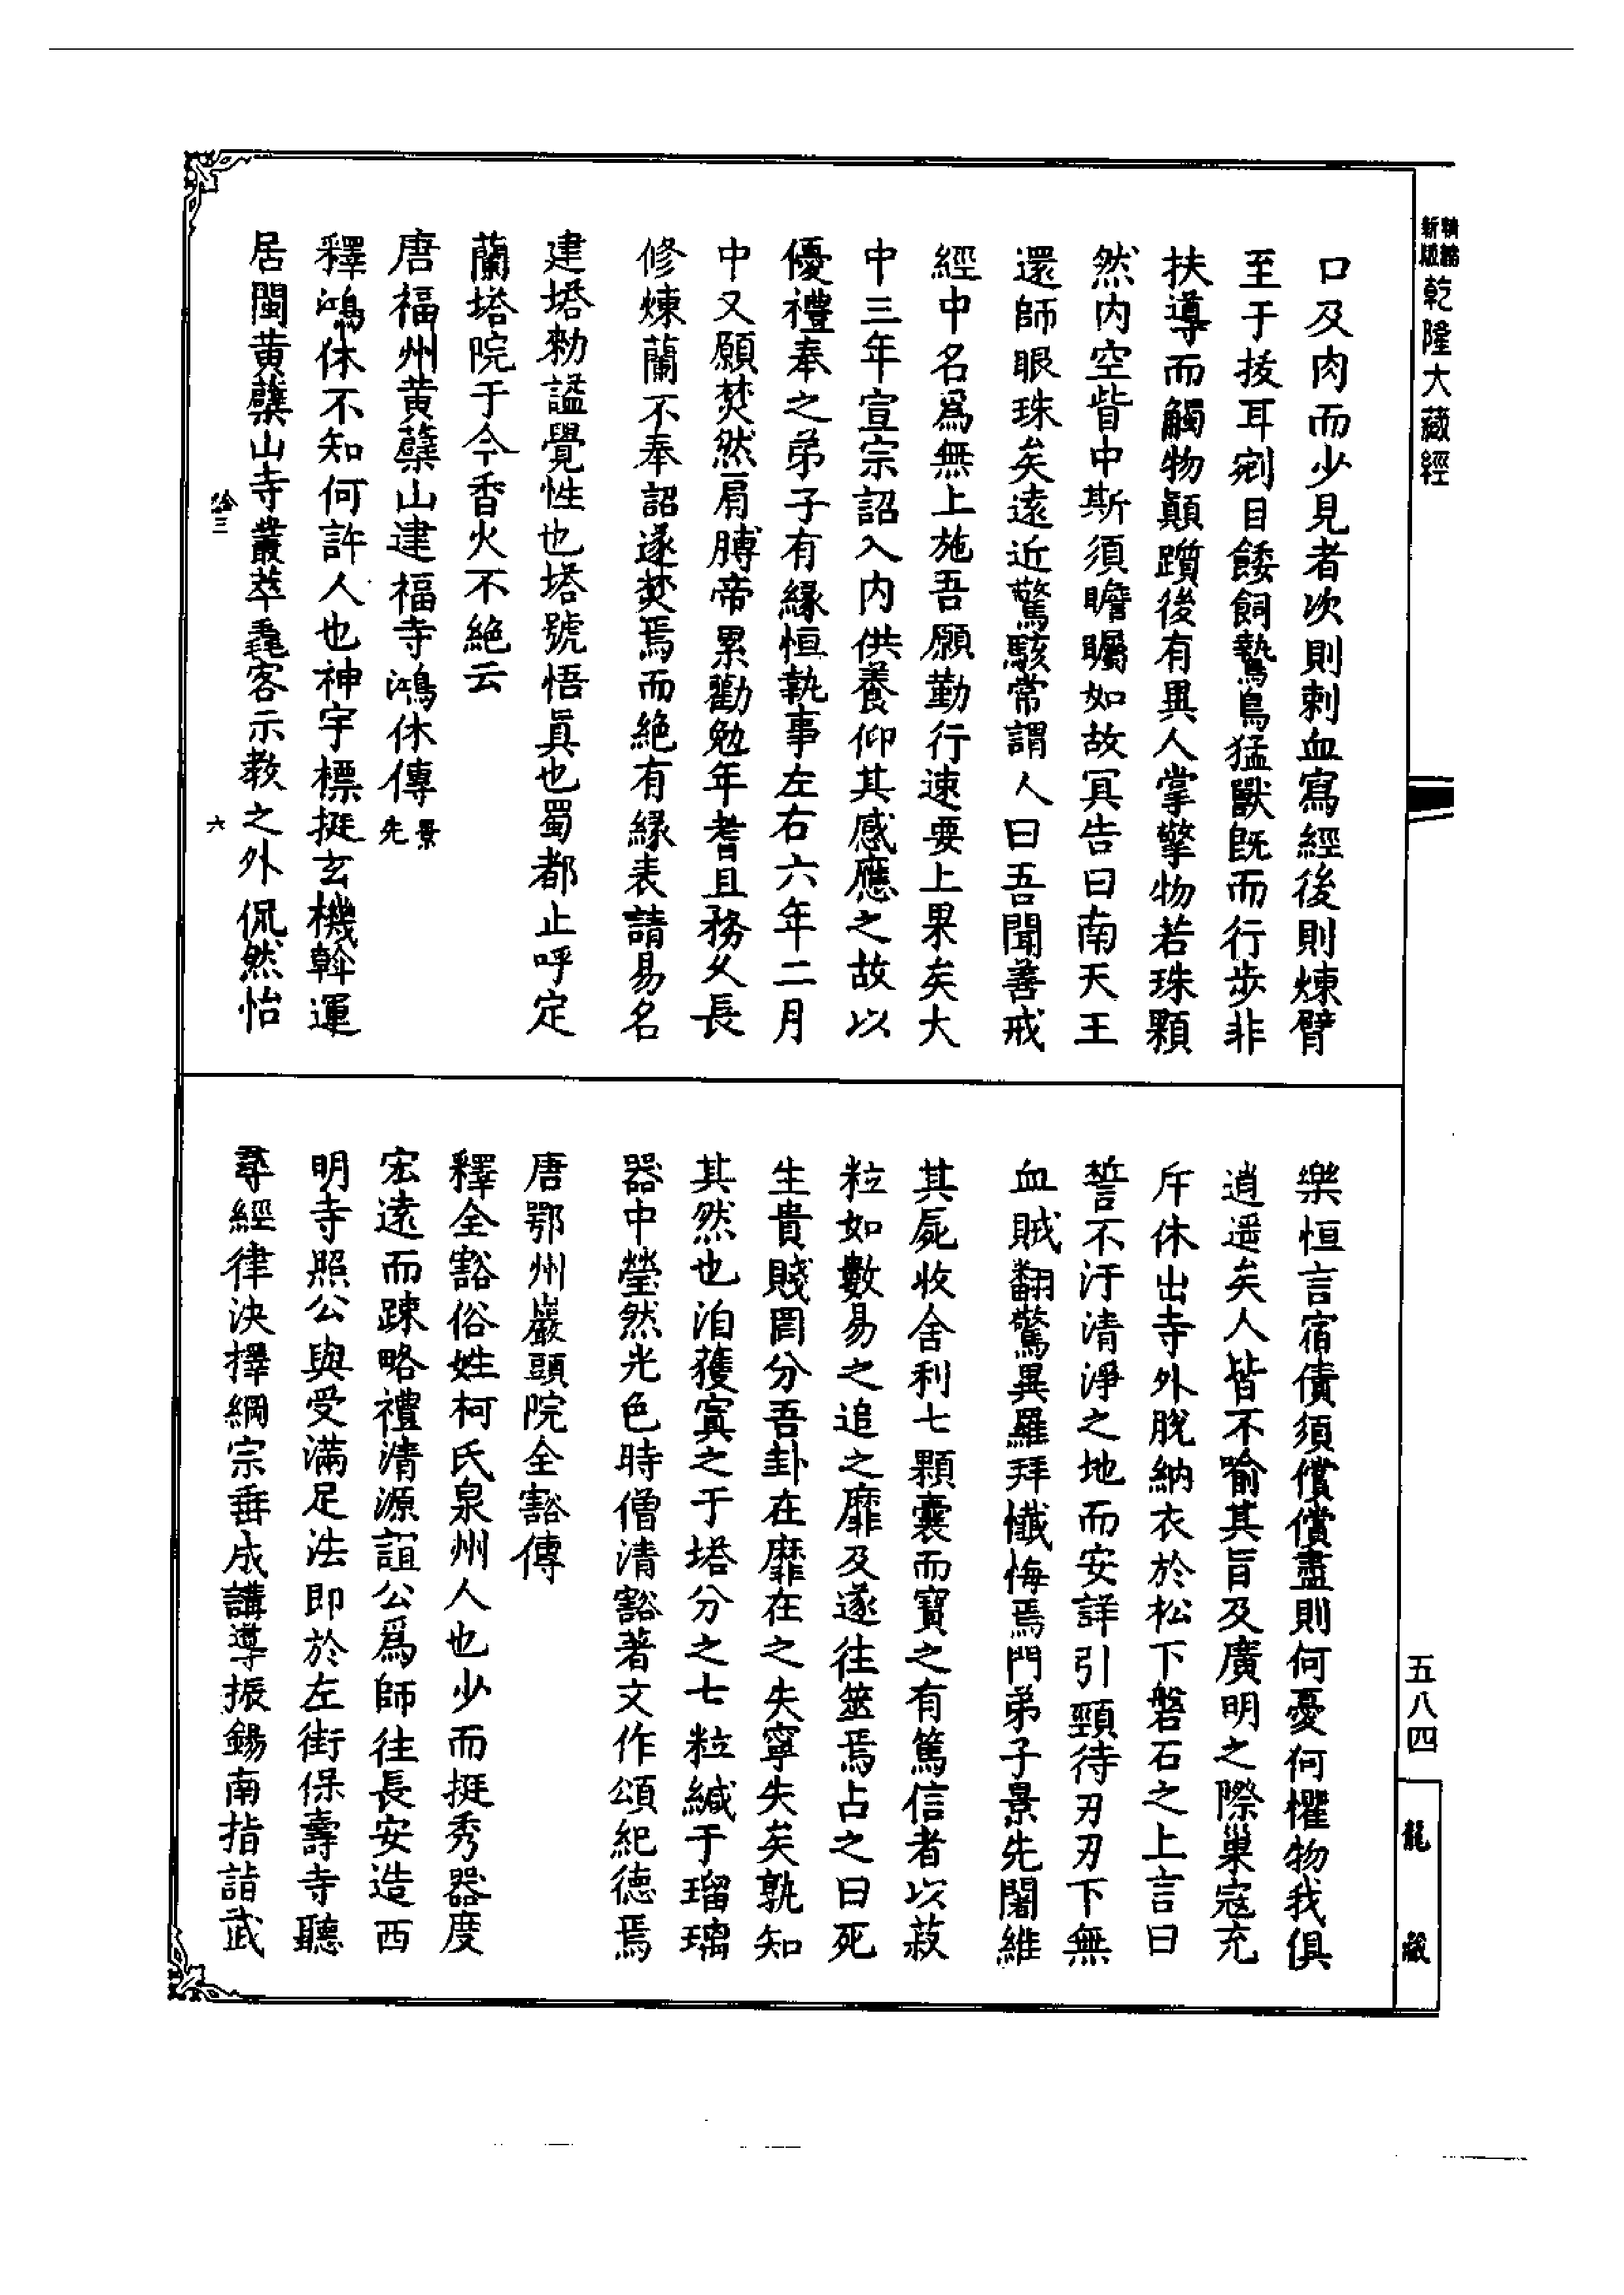 新版 乾隆大藏經
口及肉而少見者次則刺血寫經後則煉臂
至于拔耳剜目餧飼鷙鳥猛獸既而行步非
扶導而觸物顛躓後有異人掌擎物若珠顆
然内空眥中斯須瞻矚如故冥告曰南天王
還師眼珠矣遠近驚駭常謂人曰吾聞善戒
經中名爲無上施吾願勤行速要上果矣大
中三年宣宗詔入内供養仰其感應之故以
優禮奉之弟子有緣恒執事左右六年二月
中又願焚然肩膊帝累勸勉年耆且務久長
修煉蘭不奉詔遂焚焉而絶有緣表請易名
建塔勑諡覺性也塔號悟眞也蜀都止呼定
蘭塔院于今香火不絶云
唐福州黄蘗山建福寺鴻休傳 景先
釋鴻休不知何許人也神宇標挺玄機斡運
居閩黄蘗山寺叢萃毳客示教之外侃然怡
三
六
樂恒言宿債須償償盡則何憂何懼物我俱
逍遥矣人皆不喻其旨及廣明之際巢寇充
斥休出寺外脱納衣於松下磐石之上言曰
誓不汙清淨之地而安詳引頸待刃刃下無
血賊翻驚異羅拜懺悔焉門弟子景先闍維
其屍收舍利七顆囊而寳之有篤信者以菽
粒如數易之追之靡及遂往筮焉占之曰死
生貴賤罔分吾卦在靡在之失寧失矣孰知
其然也洎獲寘之于塔分之七粒緘于瑠璃
器中瑩然光色時僧清豁著文作頌紀德焉
唐鄂州巖頭院全豁傳
釋全豁俗姓柯氏泉州人也少而挺秀器度
宏遠而踈略禮清源誼公爲師往長安造西
明寺照公與受滿足法即於左街保壽寺聽
尋經律決擇綱宗垂成講導振錫南指詣武
五八四
龍藏